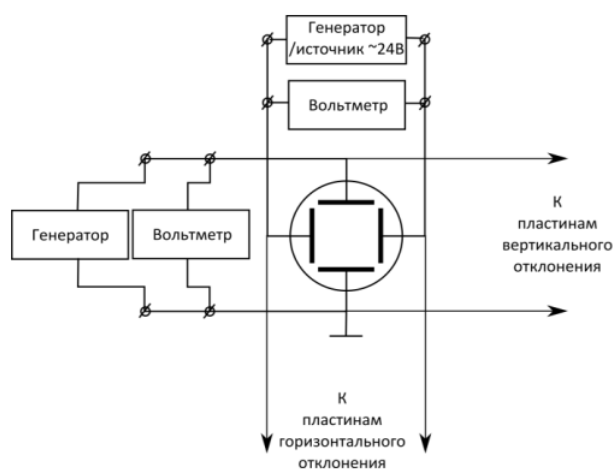 Генератор
/источник ~24В
Вольтметр
Генератор
Вольтметр
К
пластинам
вертикального
отклонения
К
пластинам
горизонтального
отклонения